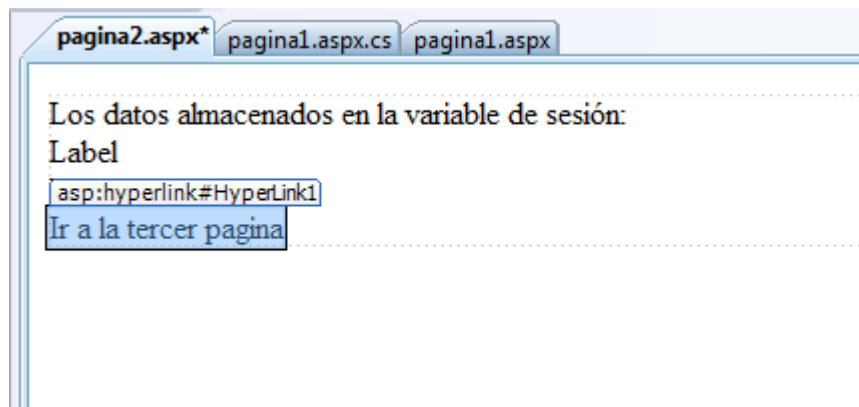 pagina2.aspx* pagina1.aspx.cs pagina1.aspx
Los datos almacenados en la variable de sesión:
Label
asp:hyperlink#HyperLink1
Ir a la tercer pagina